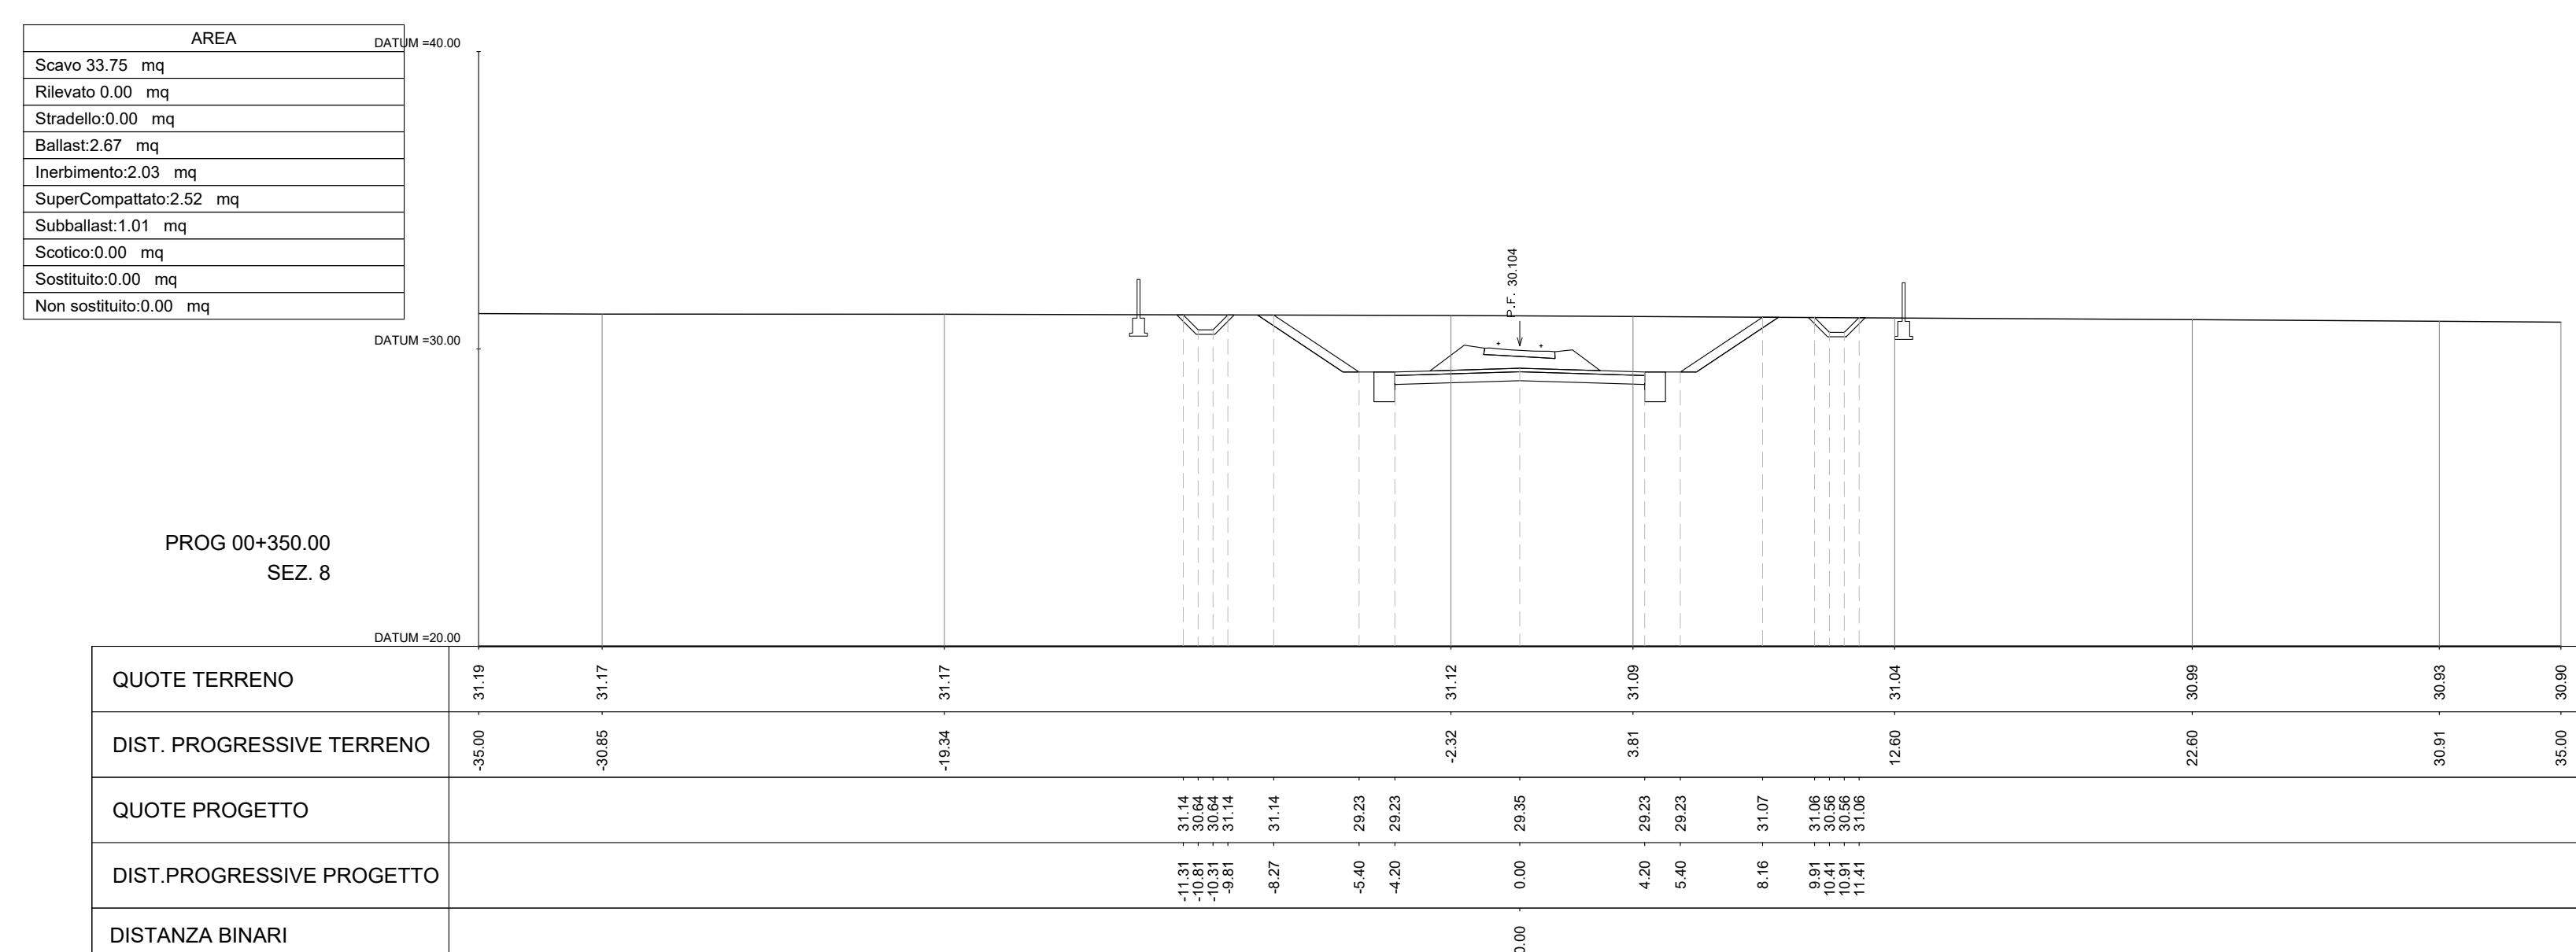 AREA
DATUM =40.00
Scavo 33.75 mq
Rilevato 0.00 mq
Stradello:0.00 mq
Ballast:2.67 mq
Inerbimento:2.03 mq
SuperCompattato:2.52 mq
Subballast:1.01 mq
Scotico:0.00 mq
Sostituito:0.00 mq
Non sostituito:0.00 mq
P.F. 30.104
DATUM =30.00
PROG 00+350.00
SEZ. 8
DATUM =20.00
QUOTE TERRENO 31.19 31.17 31.17 31.12 31.09 31.04 30.99 30.93 30.90
DIST. PROGRESSIVE TERRENO -35.00 -30.85 -19.34 -2.32 3.81 12.60 22.60 30.91 35.00
QUOTE PROGETTO 31.14 30.64 30.64 31.14 31.14 29.23 29.23 29.35 29.23 29.23 31.07 31.06 30.56 30.56 31.06
DIST.PROGRESSIVE PROGETTO -11.31 -10.81 -10.31 -9.81 -8.27 -5.40 -4.20 0.00 4.20 5.40 8.16 9.91 10.41 10.91 11.41
DISTANZA BINARI 0.00